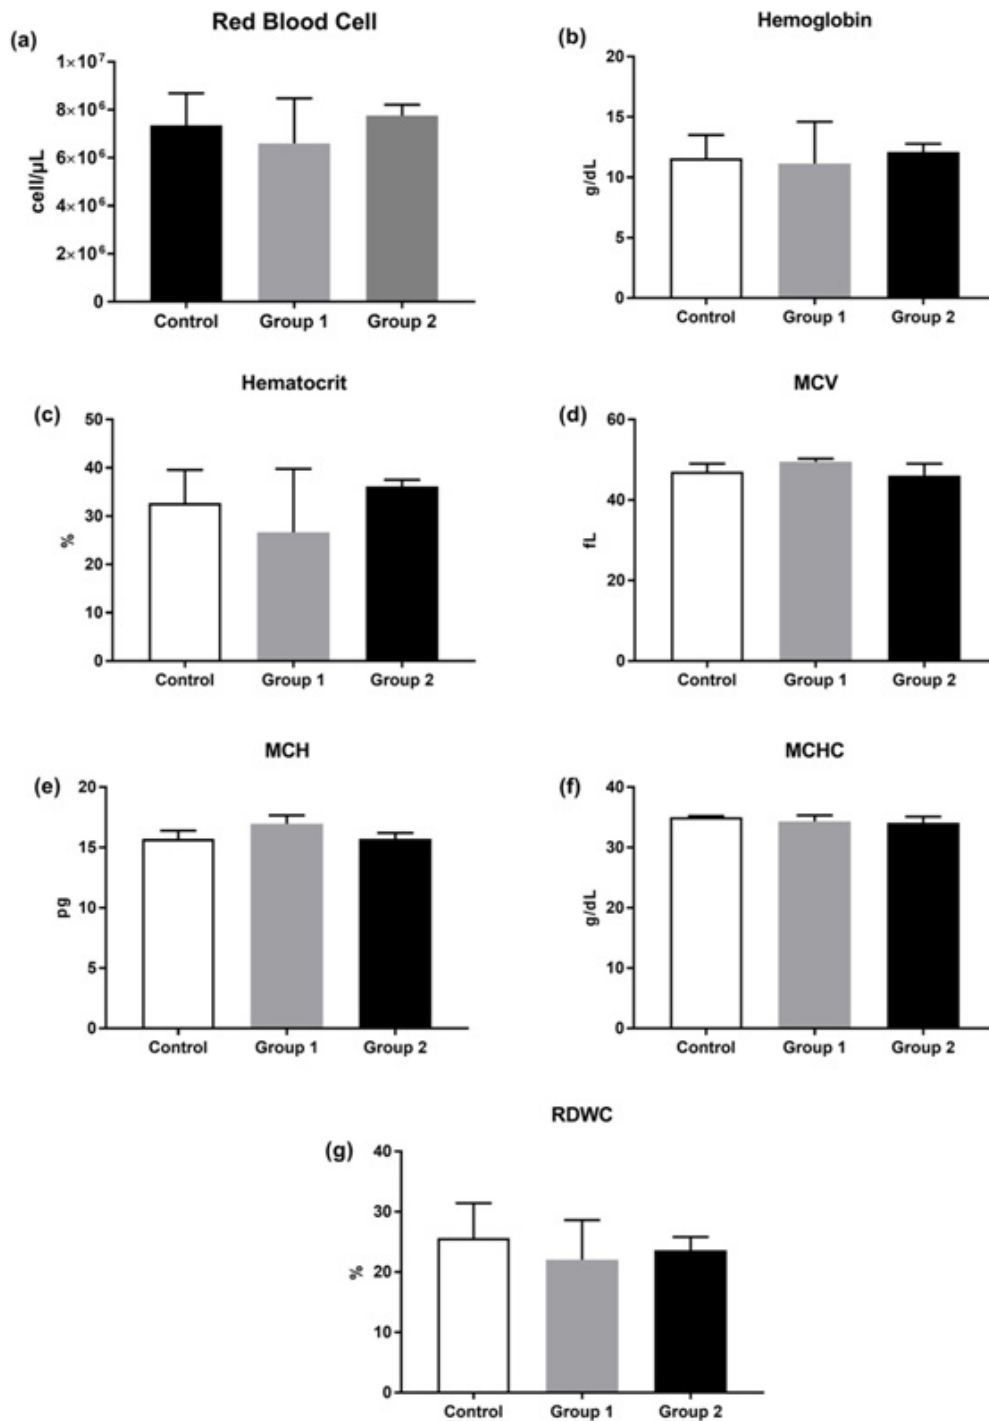 Red Blood Cell
(a)
1×10⁷
8×10⁶
6×10⁶
4×10⁶
2×10⁶
0
cell/µL
Control Group 1 Group 2
Hemoglobin
(b)
20
15
10
5
0
g/dL
Control Group 1 Group 2
Hematocrit
(c)
50
40
30
20
10
0
%
Control Group 1 Group 2
MCV
(d)
60
40
20
0
fL
Control Group 1 Group 2
MCH
(e)
20
15
10
5
0
pg
Control Group 1 Group 2
MCHC
(f)
40
30
20
10
0
g/dL
Control Group 1 Group 2
RDWC
(g)
40
30
20
10
0
%
Control Group 1 Group 2